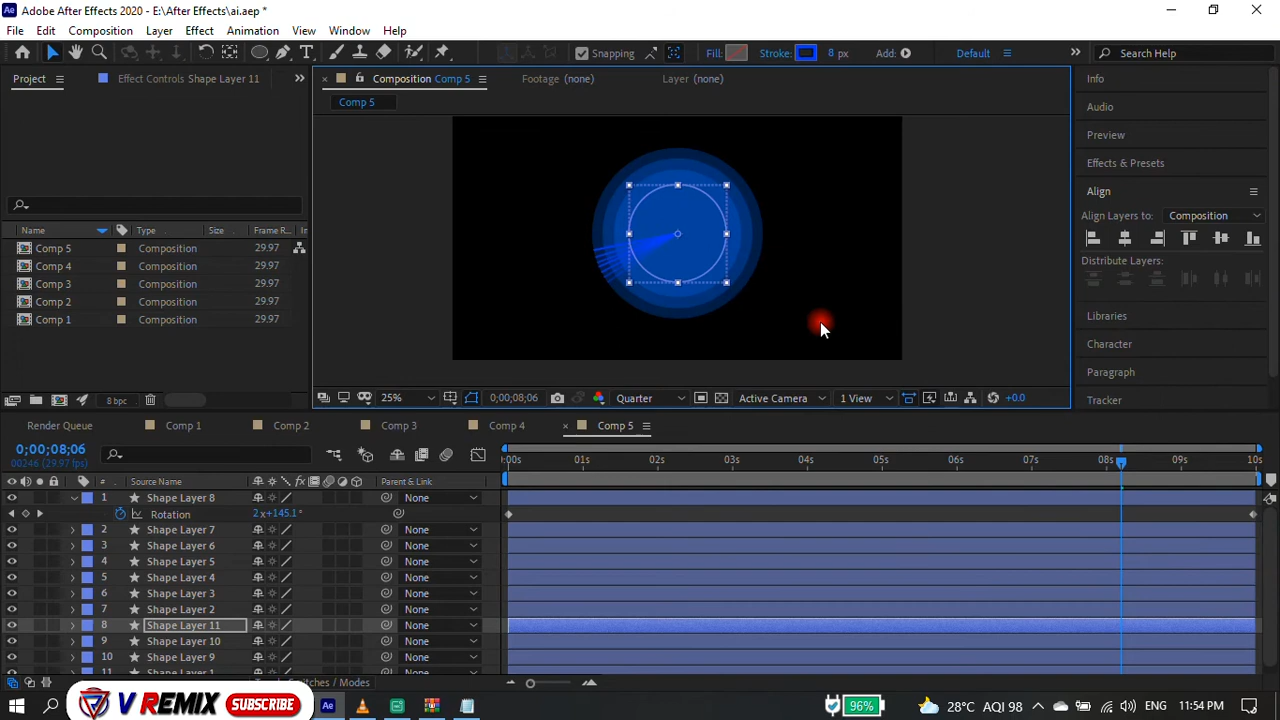 Adobe After Effects 2020 - E:\After Effects\ai.aep *
File Edit Composition Layer Effect Animation View Window Help
Snapping Fill: Stroke: 8 px Add: Default Search Help
Project Effect Controls Shape Layer 11
Composition Comp 5 Footage (none) Layer (none)
Comp 5
Info
Audio
Preview
Effects & Presets
Align
Align Layers to: Composition
Distribute Layers:
Libraries
Character
Paragraph
Tracker
Name Type Size Frame R... In
Comp 5 Composition 29.97
Comp 4 Composition 29.97
Comp 3 Composition 29.97
Comp 2 Composition 29.97
Comp 1 Composition 29.97
8 bpc
25% 0;00;08;06 Quarter Active Camera 1 View +0.0
Render Queue Comp 1 Comp 2 Comp 3 Comp 4 Comp 5
0;00;08;06
00246 (29.97 fps)
:00s 01s 02s 03s 04s 05s 06s 07s 08s 09s 10s
# Source Name Parent & Link
1 Shape Layer 8 None
Rotation 2x+145.1°
2 Shape Layer 7 None
3 Shape Layer 6 None
4 Shape Layer 5 None
5 Shape Layer 4 None
6 Shape Layer 3 None
7 Shape Layer 2 None
8 Shape Layer 11 None
9 Shape Layer 10 None
10 Shape Layer 9 None
11 Shape Layer 1 None
Switches / Modes
V REMIX SUBSCRIBE
96% 28°C AQI 98 ENG 11:54 PM